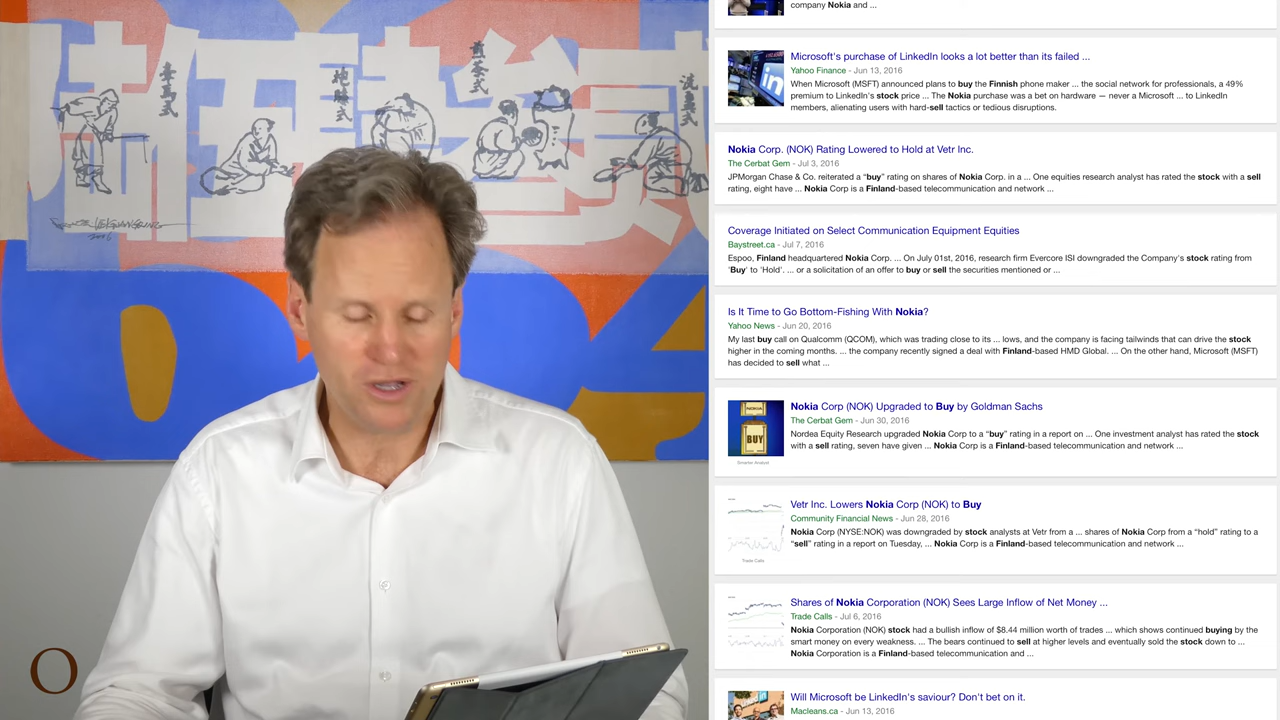 company Nokia and ...
Microsoft's purchase of LinkedIn looks a lot better than its failed ...
Yahoo Finance - Jun 13, 2016
When Microsoft (MSFT) announced plans to buy the Finnish phone maker ... the social network for professionals, a 49%
premium to LinkedIn's stock price ... The Nokia purchase was a bet on hardware — never a Microsoft ... to LinkedIn
members, alienating users with hard-sell tactics or tedious disruptions.
Nokia Corp. (NOK) Rating Lowered to Hold at Vetr Inc.
The Cerbat Gem - Jul 3, 2016
JPMorgan Chase & Co. reiterated a “buy” rating on shares of Nokia Corp. in a ... One equities research analyst has rated the stock with a sell
rating, eight have ... Nokia Corp is a Finland-based telecommunication and network ...
Coverage Initiated on Select Communication Equipment Equities
Baystreet.ca - Jul 7, 2016
Espoo, Finland headquartered Nokia Corp. ... On July 01st, 2016, research firm Evercore ISI downgraded the Company's stock rating from
'Buy' to 'Hold'. ... or a solicitation of an offer to buy or sell the securities mentioned or ...
Is It Time to Go Bottom-Fishing With Nokia?
Yahoo News - Jun 20, 2016
My last buy call on Qualcomm (QCOM), which was trading close to its ... lows, and the company is facing tailwinds that can drive the stock
higher in the coming months. ... the company recently signed a deal with Finland-based HMD Global. ... On the other hand, Microsoft (MSFT)
has decided to sell what ...
NOKIA
BUY
Smarter Analyst
Nokia Corp (NOK) Upgraded to Buy by Goldman Sachs
The Cerbat Gem - Jun 30, 2016
Nordea Equity Research upgraded Nokia Corp to a “buy” rating in a report on ... One investment analyst has rated the stock
with a sell rating, seven have given ... Nokia Corp is a Finland-based telecommunication and network ...
Trade Calls
Vetr Inc. Lowers Nokia Corp (NOK) to Buy
Community Financial News - Jun 28, 2016
Nokia Corp (NYSE:NOK) was downgraded by stock analysts at Vetr from a ... shares of Nokia Corp from a “hold” rating to a
“sell” rating in a report on Tuesday, ... Nokia Corp is a Finland-based telecommunication and network ...
Trade Calls
Shares of Nokia Corporation (NOK) Sees Large Inflow of Net Money ...
Trade Calls - Jul 6, 2016
Nokia Corporation (NOK) stock had a bullish inflow of $8.44 million worth of trades ... which shows continued buying by the
smart money on every weakness. ... The bears continued to sell at higher levels and eventually sold the stock down to ...
Nokia Corporation is a Finland-based telecommunication and ...
Will Microsoft be LinkedIn's saviour? Don't bet on it.
Macleans.ca - Jun 13, 2016
in
2016
O